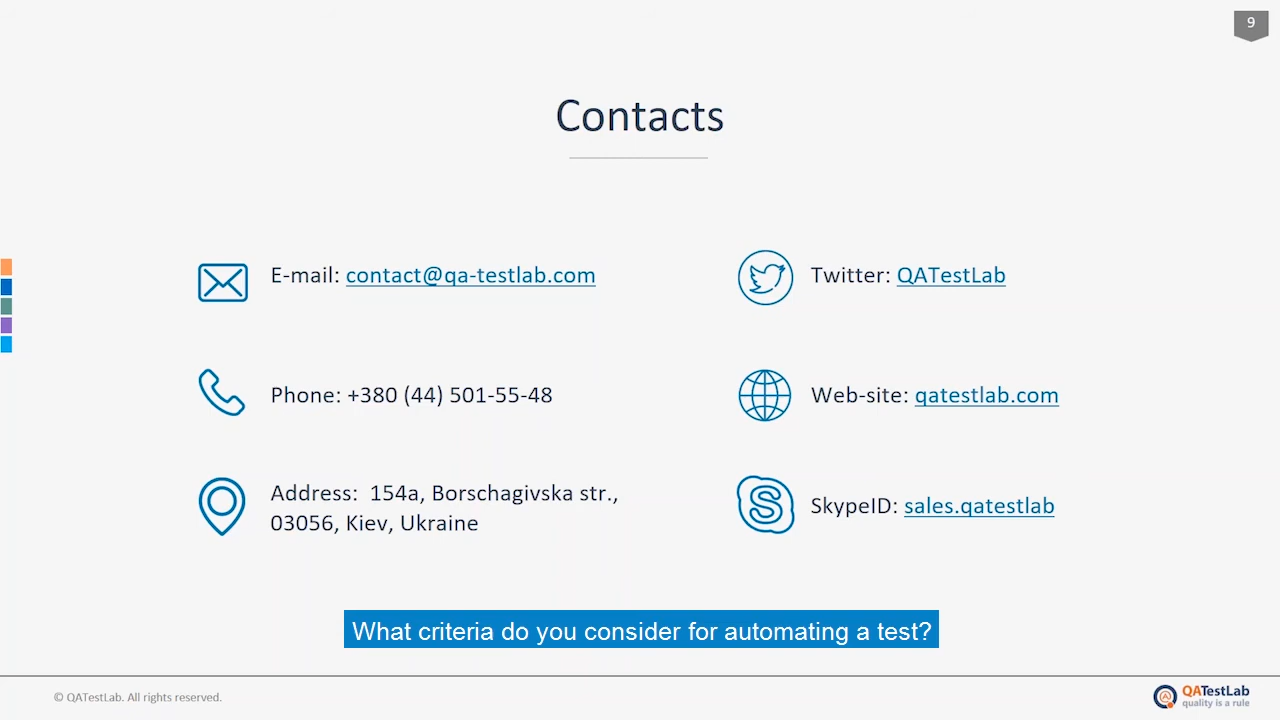 9
Contacts
E-mail: contact@qa-testlab.com
Twitter: QATestLab
Phone: +380 (44) 501-55-48
Web-site: qatestlab.com
Address:  154a, Borschagivska str.,
03056, Kiev, Ukraine
SkypeID: sales.qatestlab
What criteria do you consider for automating a test?
© QATestLab. All rights reserved.
QATestLab
quality is a rule